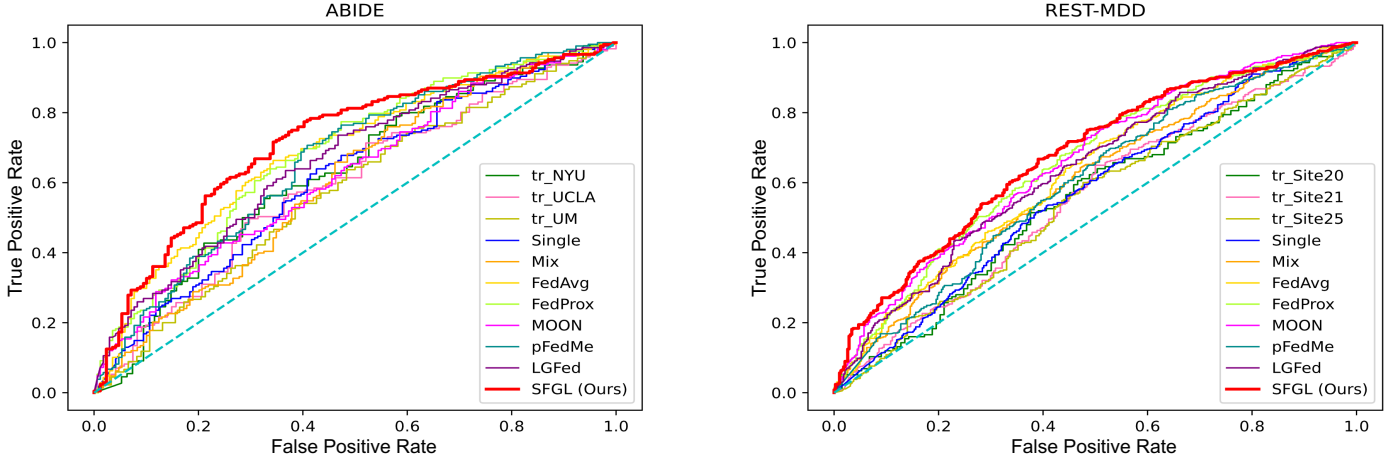 ABIDE
True Positive Rate
1.0
0.8
0.6
0.4
0.2
0.0
tr_NYU
tr_UCLA
tr_UM
Single
Mix
FedAvg
FedProx
MOON
pFedMe
LGFed
SFGL (Ours)
0.0 0.2 0.4 0.6 0.8 1.0
False Positive Rate
REST-MDD
True Positive Rate
1.0
0.8
0.6
0.4
0.2
0.0
tr_Site20
tr_Site21
tr_Site25
Single
Mix
FedAvg
FedProx
MOON
pFedMe
LGFed
SFGL (Ours)
0.0 0.2 0.4 0.6 0.8 1.0
False Positive Rate